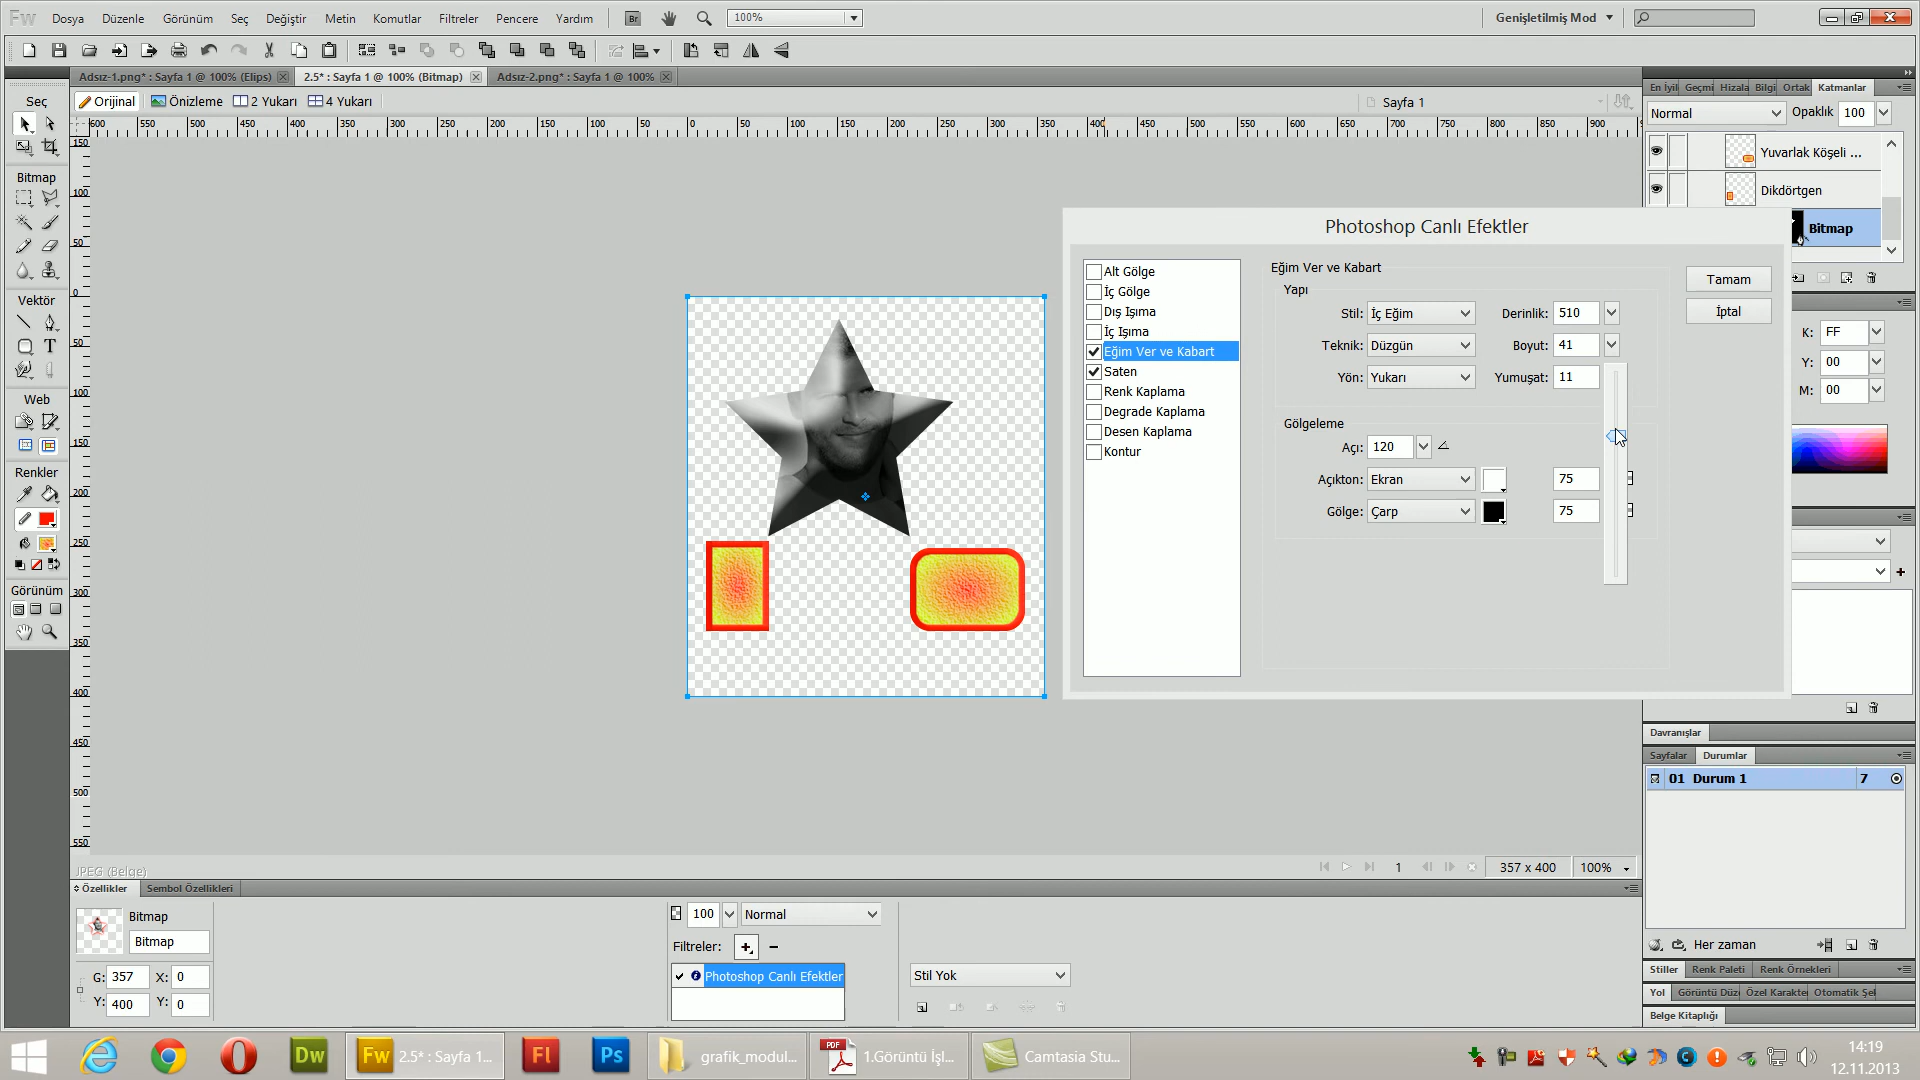 Fw Dosya Düzenle Görünüm Seç Değiştir Metin Komutlar Filtreler Pencere Yardım Br 100% Genişletilmiş Mod
Adsız-1.png* : Sayfa 1 @ 100% (Elips) 2.5* : Sayfa 1 @ 100% (Bitmap) Adsız-2.png* : Sayfa 1 @ 100%
Orijinal Önizleme 2 Yukarı 4 Yukarı Sayfa 1
Seç
Bitmap
Vektör
Web
Renkler
Görünüm
En İyil Geçmi Hizala Bilgi Ortak Katmanlar
Normal Opaklık 100
Yuvarlak Köşeli ...
Dikdörtgen
Bitmap
Photoshop Canlı Efektler
Alt Gölge
İç Gölge
Dış Işıma
İç Işıma
Eğim Ver ve Kabart
Saten
Renk Kaplama
Degrade Kaplama
Desen Kaplama
Kontur
Eğim Ver ve Kabart
Yapı
Stil: İç Eğim Derinlik: 510
Teknik: Düzgün Boyut: 41
Yön: Yukarı Yumuşat: 11
Gölgeleme
Açı: 120
Açıkton: Ekran 75
Gölge: Çarp 75
Tamam
İptal
K: FF
Y: 00
M: 00
Davranışlar
Sayfalar Durumlar
01 Durum 1 7
Her zaman
Stiller Renk Paleti Renk Örnekleri
Yol Görüntü Düz Özel Karakte Otomatik Şek
Belge Kitaplığı
JPEG (Belge) 1 357 x 400 100%
Özellikler Sembol Özellikleri
Bitmap
Bitmap
G: 357 X: 0
Y: 400 Y: 0
100 Normal
Filtreler:
Photoshop Canlı Efektler
Stil Yok
Dw Fw 2.5* : Sayfa 1... Fl Ps grafik_modul... PDF 1.Görüntü İşl... Camtasia Stu...
14:19
12.11.2013